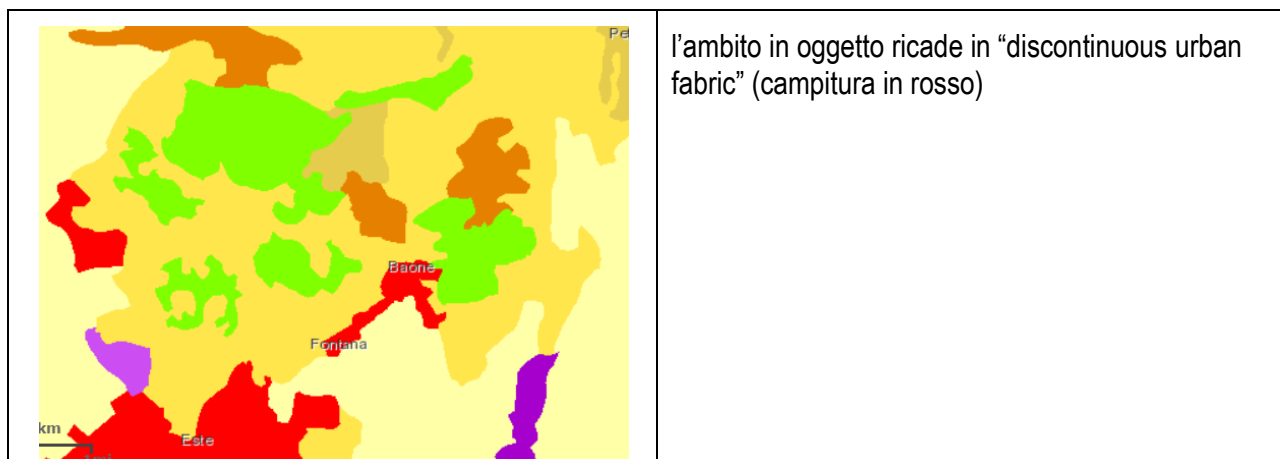 Pe
l’ambito in oggetto ricade in “discontinuous urban
fabric” (campitura in rosso)
Baone
Fontana
Este
km